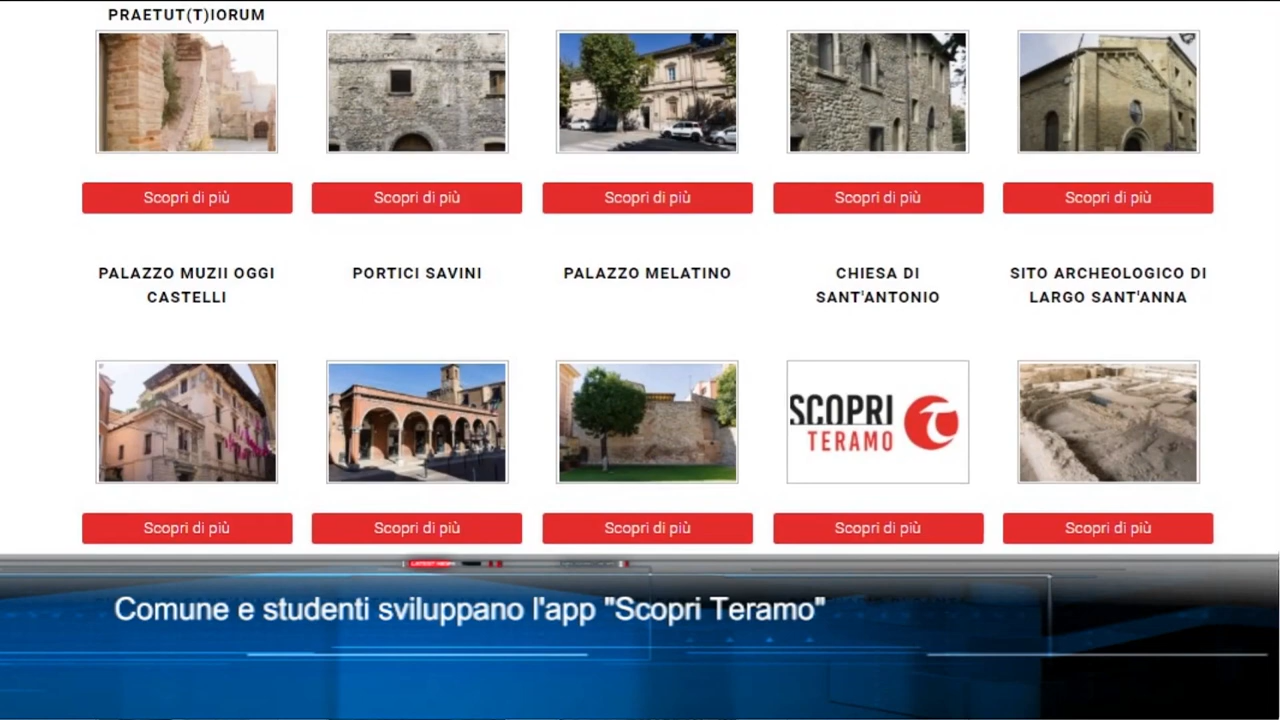 PRAETUT(T)IORUM
Scopri di più Scopri di più Scopri di più Scopri di più Scopri di più
PALAZZO MUZII OGGI
CASTELLI
PORTICI SAVINI
PALAZZO MELATINO
CHIESA DI
SANT'ANTONIO
SITO ARCHEOLOGICO DI
LARGO SANT'ANNA
SCOPRI
TERAMO
Scopri di più Scopri di più Scopri di più Scopri di più Scopri di più
LATEST NEWS
Comune e studenti sviluppano l'app "Scopri Teramo"